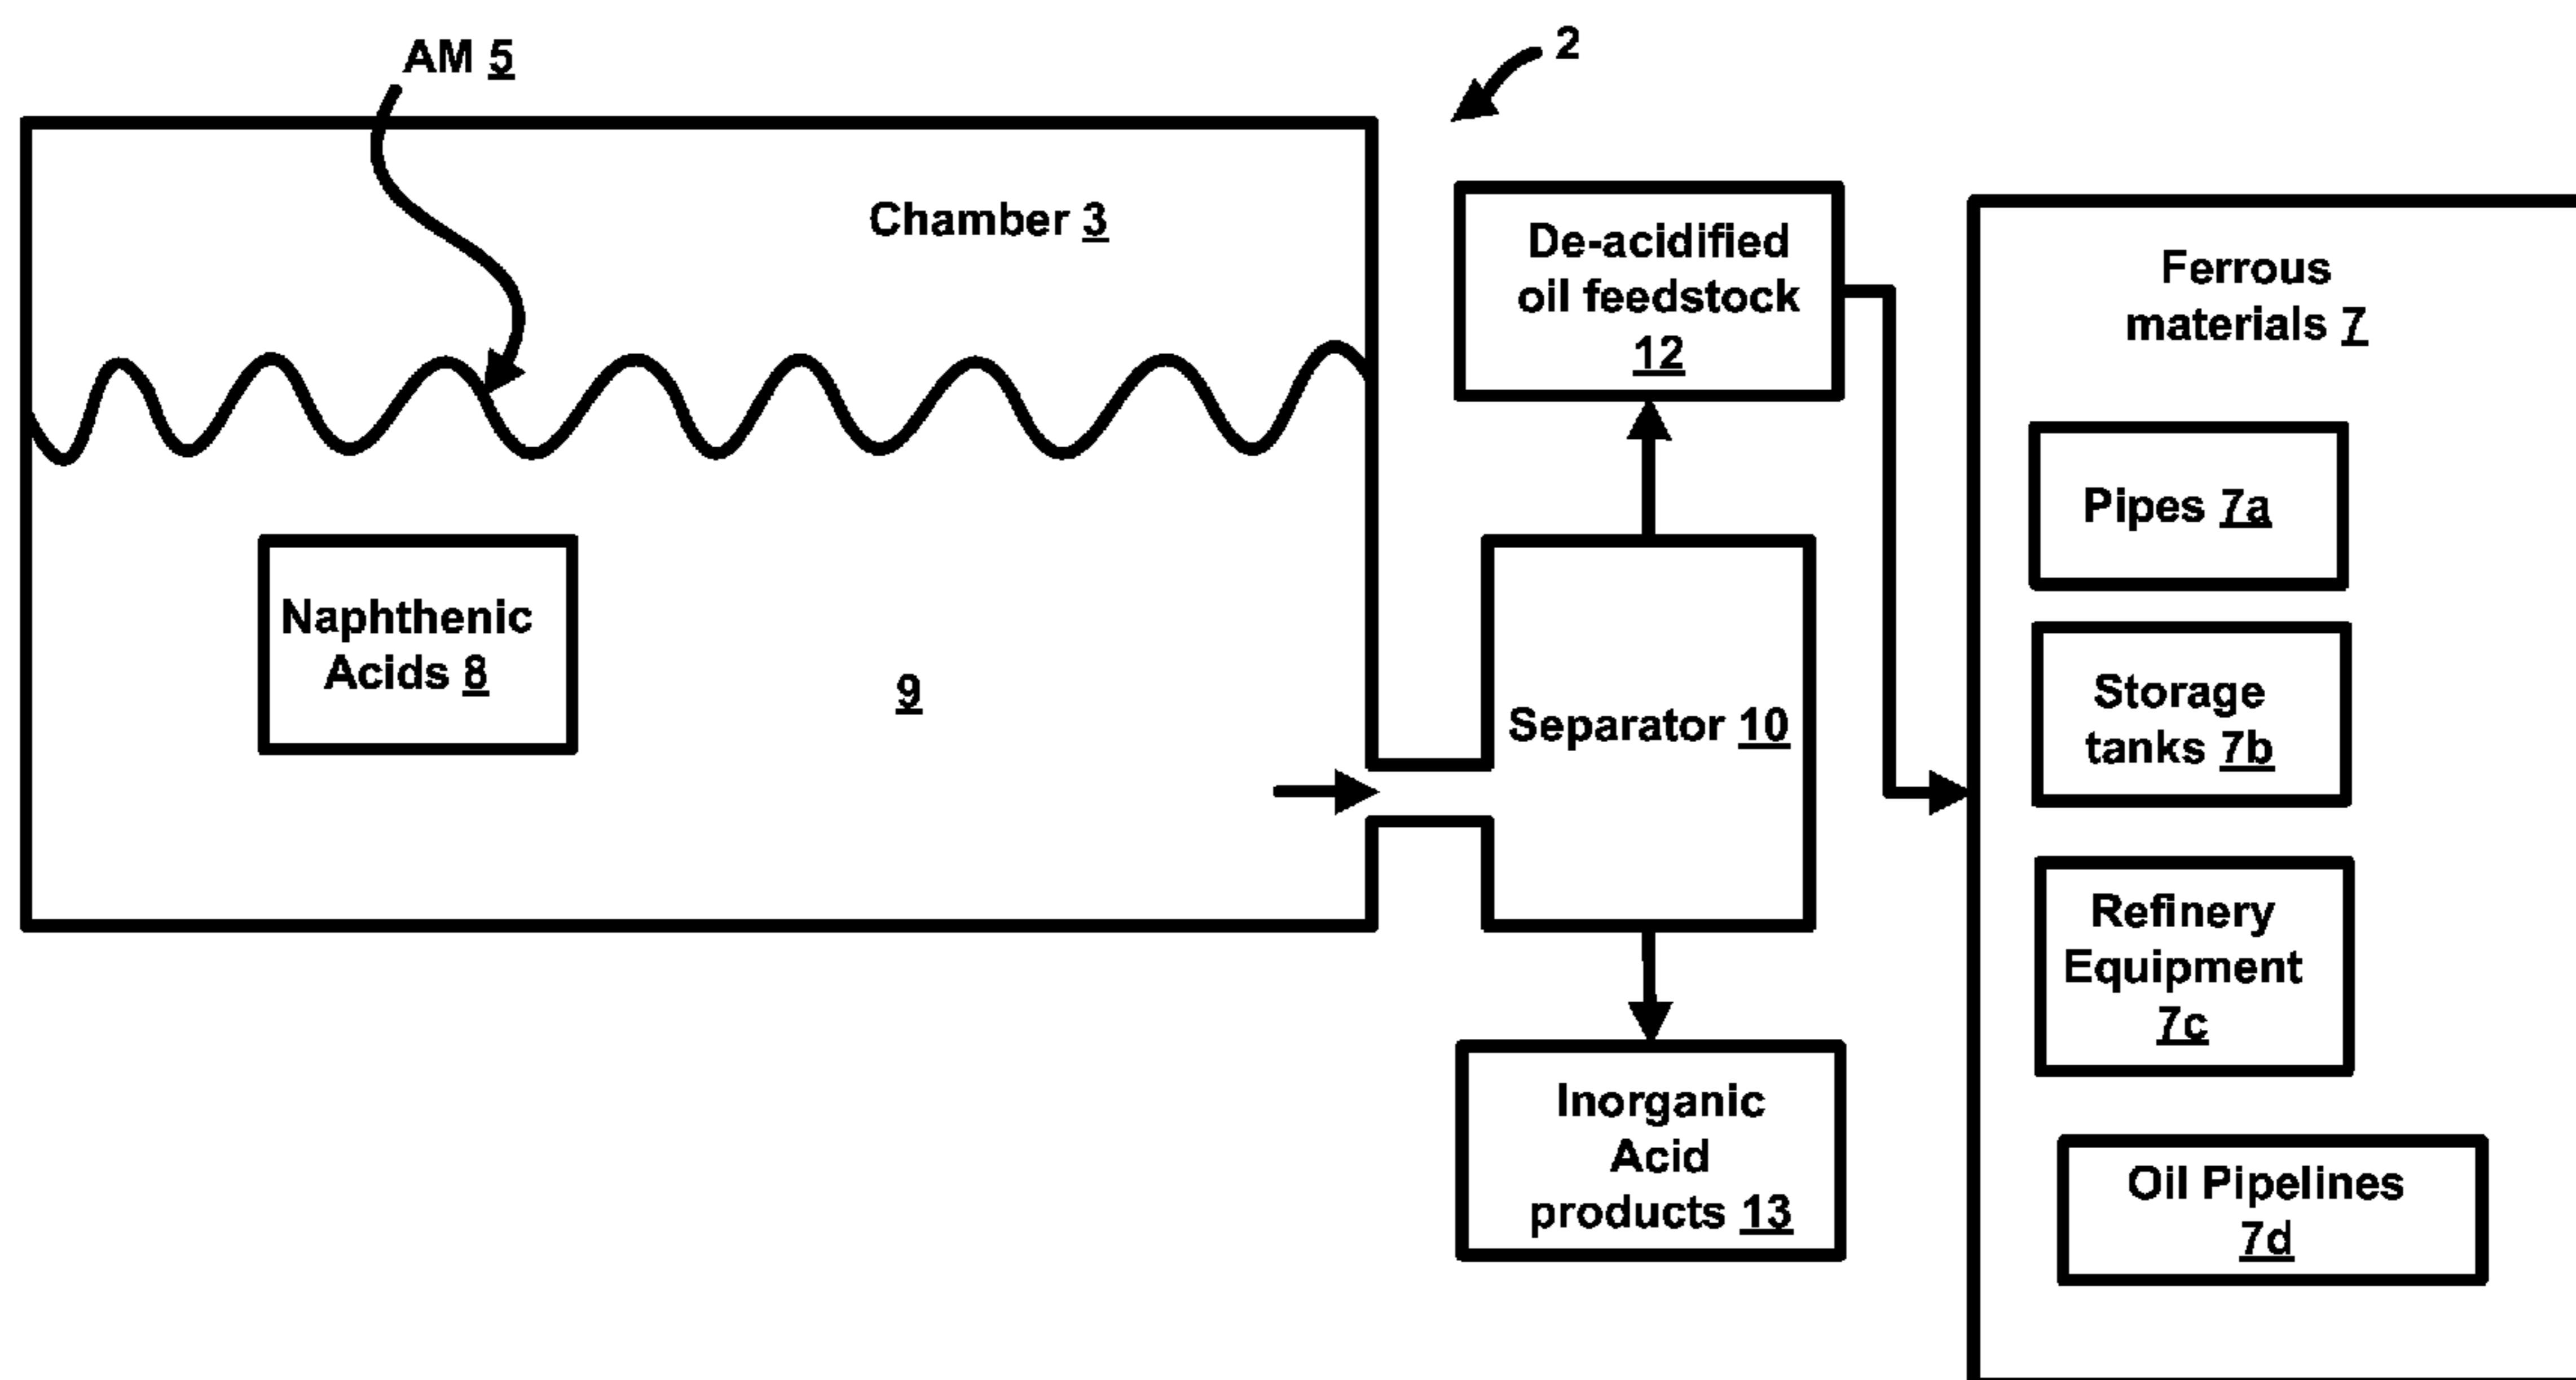 AM 5
2
Chamber 3
De-acidified
oil feedstock
12
Ferrous
materials 7
Pipes 7a
Naphthenic
Acids 8
9
Separator 10
Storage
tanks 7b
Refinery
Equipment
7c
Inorganic
Acid
products 13
Oil Pipelines
7d